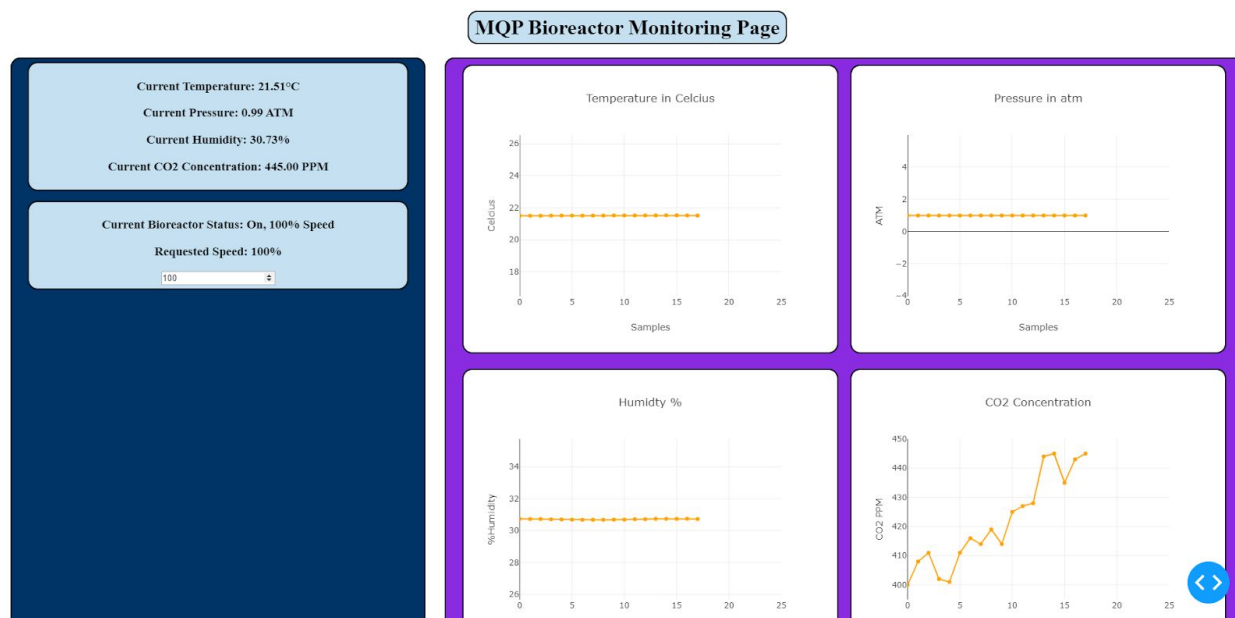 MQP Bioreactor Monitoring Page
Current Temperature: 21.51°C
Current Pressure: 0.99 ATM
Current Humidity: 30.73%
Current CO2 Concentration: 445.00 PPM
Current Bioreactor Status: On, 100% Speed
Requested Speed: 100%
100
Temperature in Celcius
26
24
22
20
18
Celcius
0 5 10 15 20 25
Samples
Pressure in atm
4
2
0
−2
−4
ATM
0 5 10 15 20 25
Samples
Humidty %
34
32
30
28
26
%Humidity
0 5 10 15 20 25
CO2 Concentration
450
440
430
420
410
400
CO2 PPM
0 5 10 15 20 25